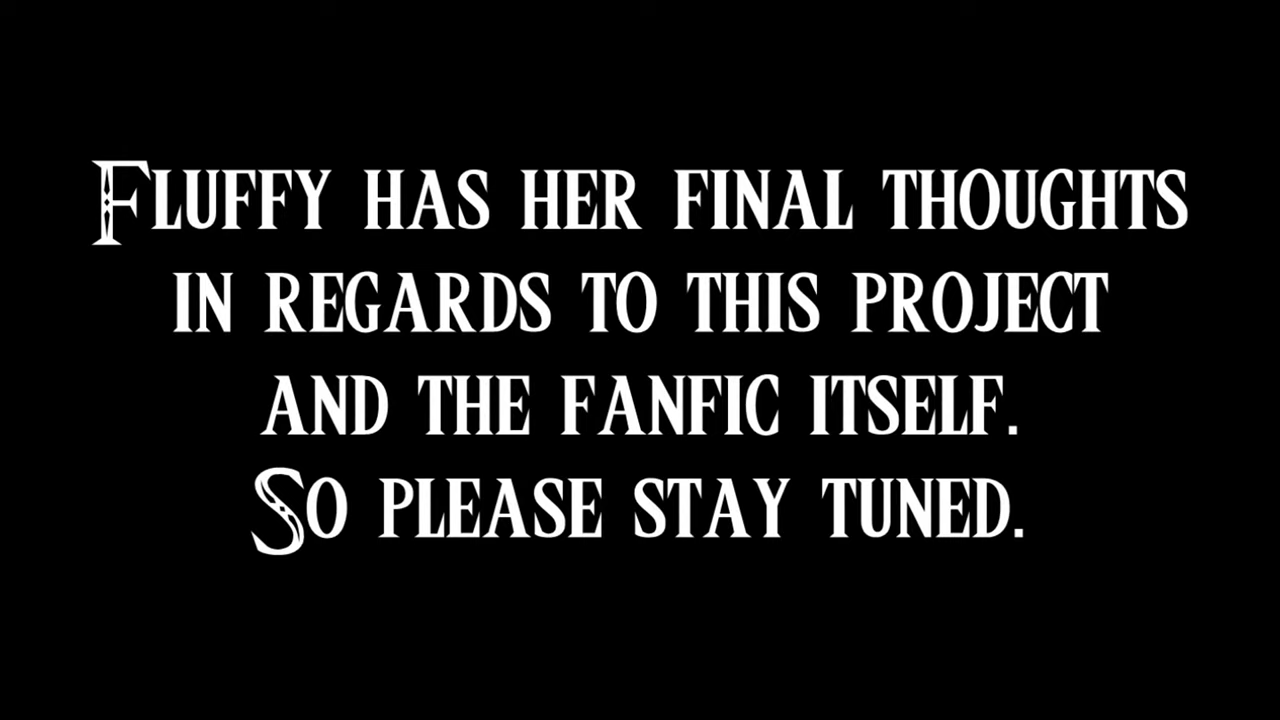 Fluffy has her final thoughts
in regards to this project
and the fanfic itself.
So please stay tuned.